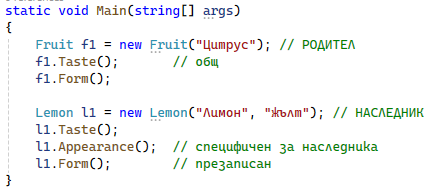 static void Main(string[] args)
{
Fruit f1 = new Fruit("Цитрус"); // РОДИТЕЛ
f1.Taste(); // общ
f1.Form();
Lemon l1 = new Lemon("Лимон", "жълт"); // НАСЛЕДНИК
l1.Taste();
l1.Appearance(); // специфичен за наследника
l1.Form(); // презаписан
}